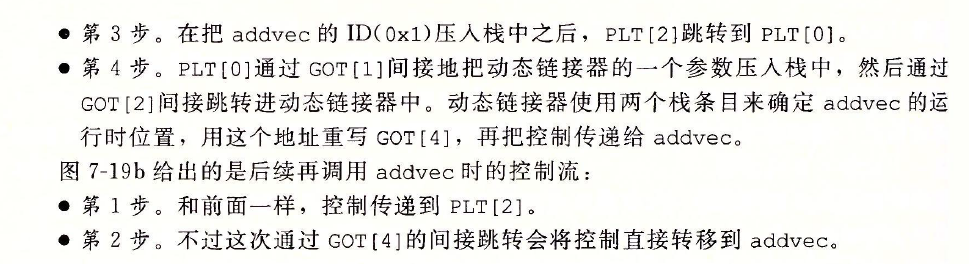 ● 第 3 步。在把 addvec 的 ID(0x1)压入栈中之后，PLT[2]跳转到 PLT[0]。
● 第 4 步。PLT[0]通过 GOT[1]间接地把动态链接器的一个参数压入栈中，然后通过
GOT[2]间接跳转进动态链接器中。动态链接器使用两个栈条目来确定 addvec 的运
行时位置，用这个地址重写 GOT[4]，再把控制传递给 addvec。
图 7-19b 给出的是后续再调用 addvec 时的控制流：
● 第 1 步。和前面一样，控制传递到 PLT[2]。
● 第 2 步。不过这次通过 GOT[4]的间接跳转会将控制直接转移到 addvec。